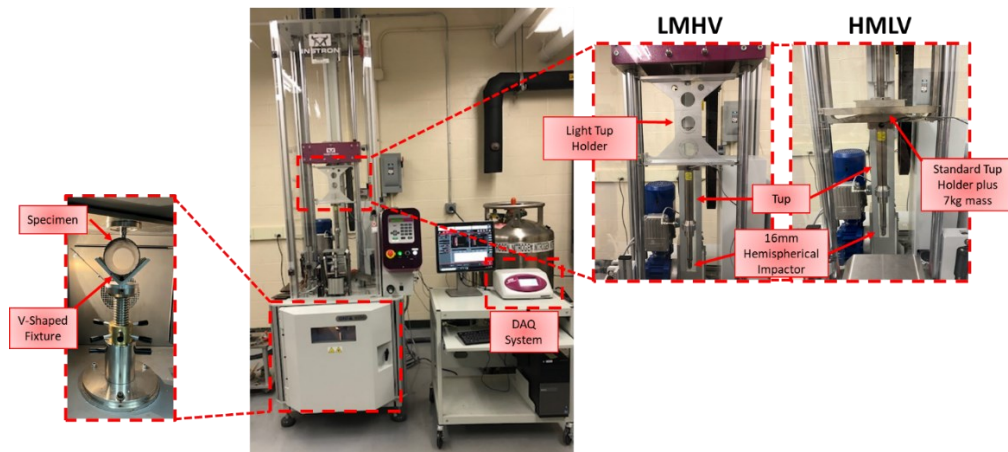 LMHV
HMLV
INSTRON
Light Tup
Holder
Standard Tup
Holder plus
7kg mass
Tup
16mm
Hemispherical
Impactor
Specimen
V-Shaped
Fixture
DAQ
System